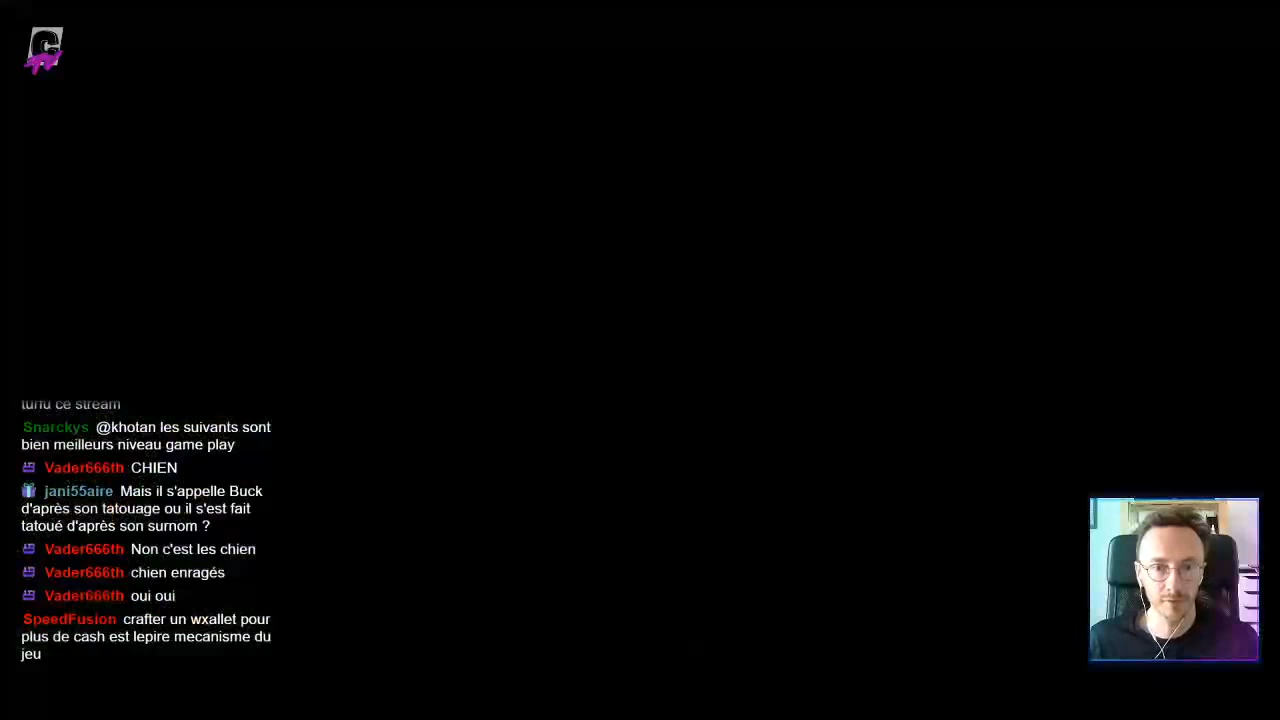 C
TV
turfu ce stream
Snarckys @khotan les suivants sont
bien meilleurs niveau game play
Vader666th CHIEN
jani55aire Mais il s'appelle Buck
d'après son tatouage ou il s'est fait
tatoué d'après son surnom ?
Vader666th Non c'est les chien
Vader666th chien enragés
Vader666th oui oui
SpeedFusion crafter un wxallet pour
plus de cash est lepire mecanisme du
jeu